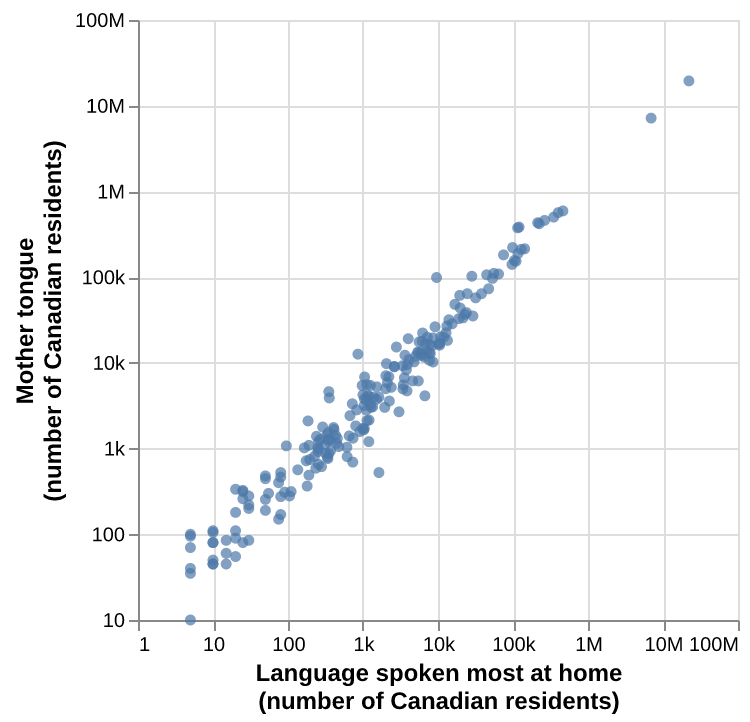 100M
10M
1M
100k
10k
1k
100
10
Mother tongue
(number of Canadian residents)
1 10 100 1k 10k 100k 1M 10M 100M
Language spoken most at home
(number of Canadian residents)